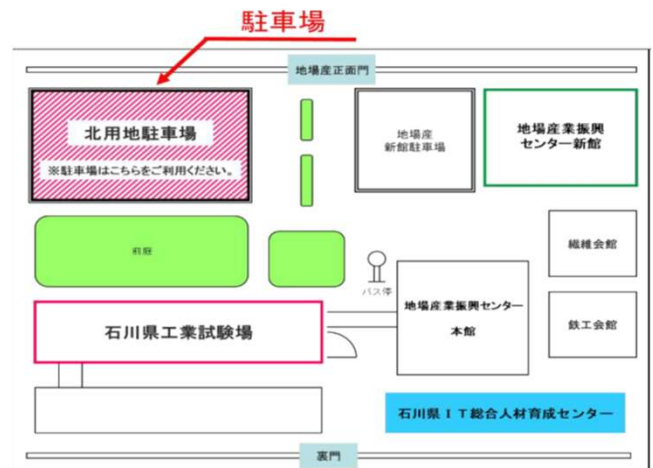 駐車場
地場産正面門
北用地駐車場
※駐車場はこちらをご利用ください。
地場産
新館駐車場
地場産業振興
センター新館
前庭
バス停
繊維会館
地場産業振興センター
本館
石川県工業試験場
鉄工会館
石川県IT総合人材育成センター
裏門